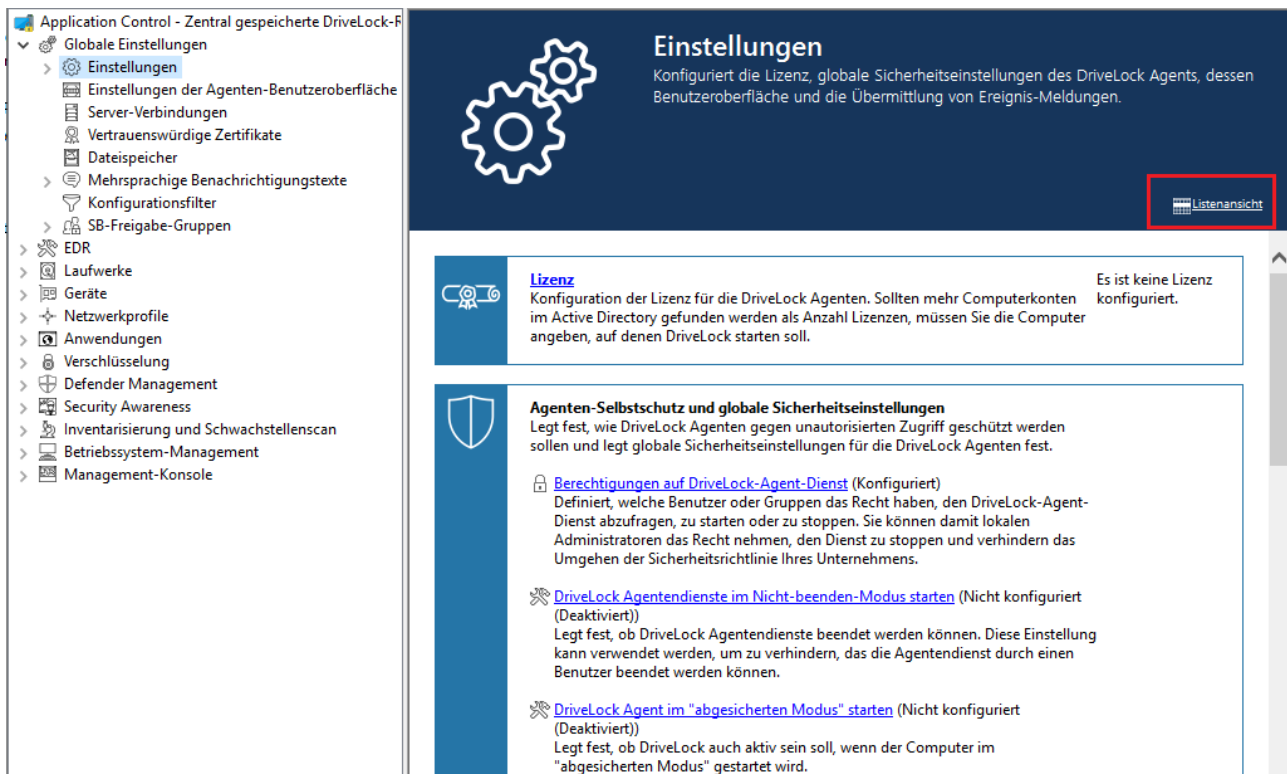 Application Control - Zentral gespeicherte DriveLock-R
Globale Einstellungen
Einstellungen
Einstellungen der Agenten-Benutzeroberfläche
Server-Verbindungen
Vertrauenswürdige Zertifikate
Dateispeicher
Mehrsprachige Benachrichtigungstexte
Konfigurationsfilter
SB-Freigabe-Gruppen
EDR
Laufwerke
Geräte
Netzwerkprofile
Anwendungen
Verschlüsselung
Defender Management
Security Awareness
Inventarisierung und Schwachstellenscan
Betriebssystem-Management
Management-Konsole
Einstellungen
Konfiguriert die Lizenz, globale Sicherheitseinstellungen des DriveLock Agents, dessen
Benutzeroberfläche und die Übermittlung von Ereignis-Meldungen.
Listenansicht
Lizenz
Konfiguration der Lizenz für die DriveLock Agenten. Sollten mehr Computerkonten
im Active Directory gefunden werden als Anzahl Lizenzen, müssen Sie die Computer
angeben, auf denen DriveLock starten soll.
Es ist keine Lizenz
konfiguriert.
Agenten-Selbstschutz und globale Sicherheitseinstellungen
Legt fest, wie DriveLock Agenten gegen unautorisierten Zugriff geschützt werden
sollen und legt globale Sicherheitseinstellungen für die DriveLock Agenten fest.
Berechtigungen auf DriveLock-Agent-Dienst (Konfiguriert)
Definiert, welche Benutzer oder Gruppen das Recht haben, den DriveLock-Agent-
Dienst abzufragen, zu starten oder zu stoppen. Sie können damit lokalen
Administratoren das Recht nehmen, den Dienst zu stoppen und verhindern das
Umgehen der Sicherheitsrichtlinie Ihres Unternehmens.
DriveLock Agentendienste im Nicht-beenden-Modus starten (Nicht konfiguriert
(Deaktiviert))
Legt fest, ob DriveLock Agentendienste beendet werden können. Diese Einstellung
kann verwendet werden, um zu verhindern, das die Agentendienst durch einen
Benutzer beendet werden können.
DriveLock Agent im "abgesicherten Modus" starten (Nicht konfiguriert
(Deaktiviert))
Legt fest, ob DriveLock auch aktiv sein soll, wenn der Computer im
"abgesicherten Modus" gestartet wird.